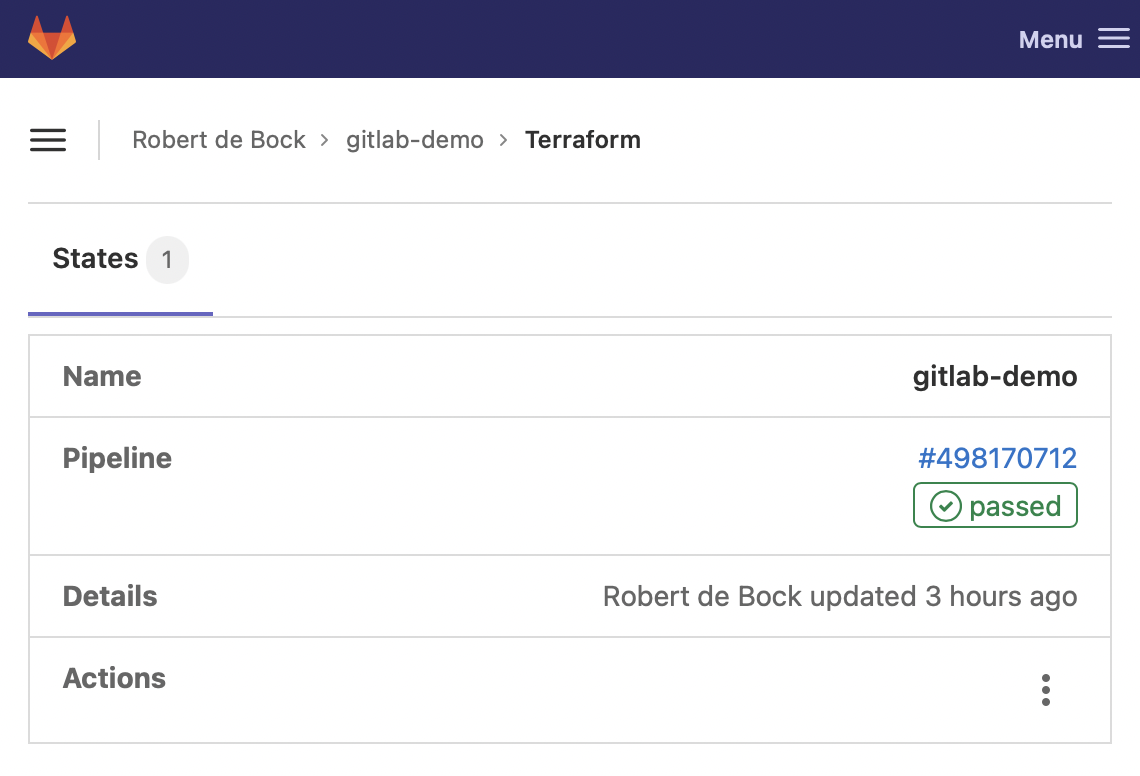 Menu
Robert de Bock › gitlab-demo › Terraform
States 1
Name gitlab-demo
Pipeline #498170712
passed
Details Robert de Bock updated 3 hours ago
Actions